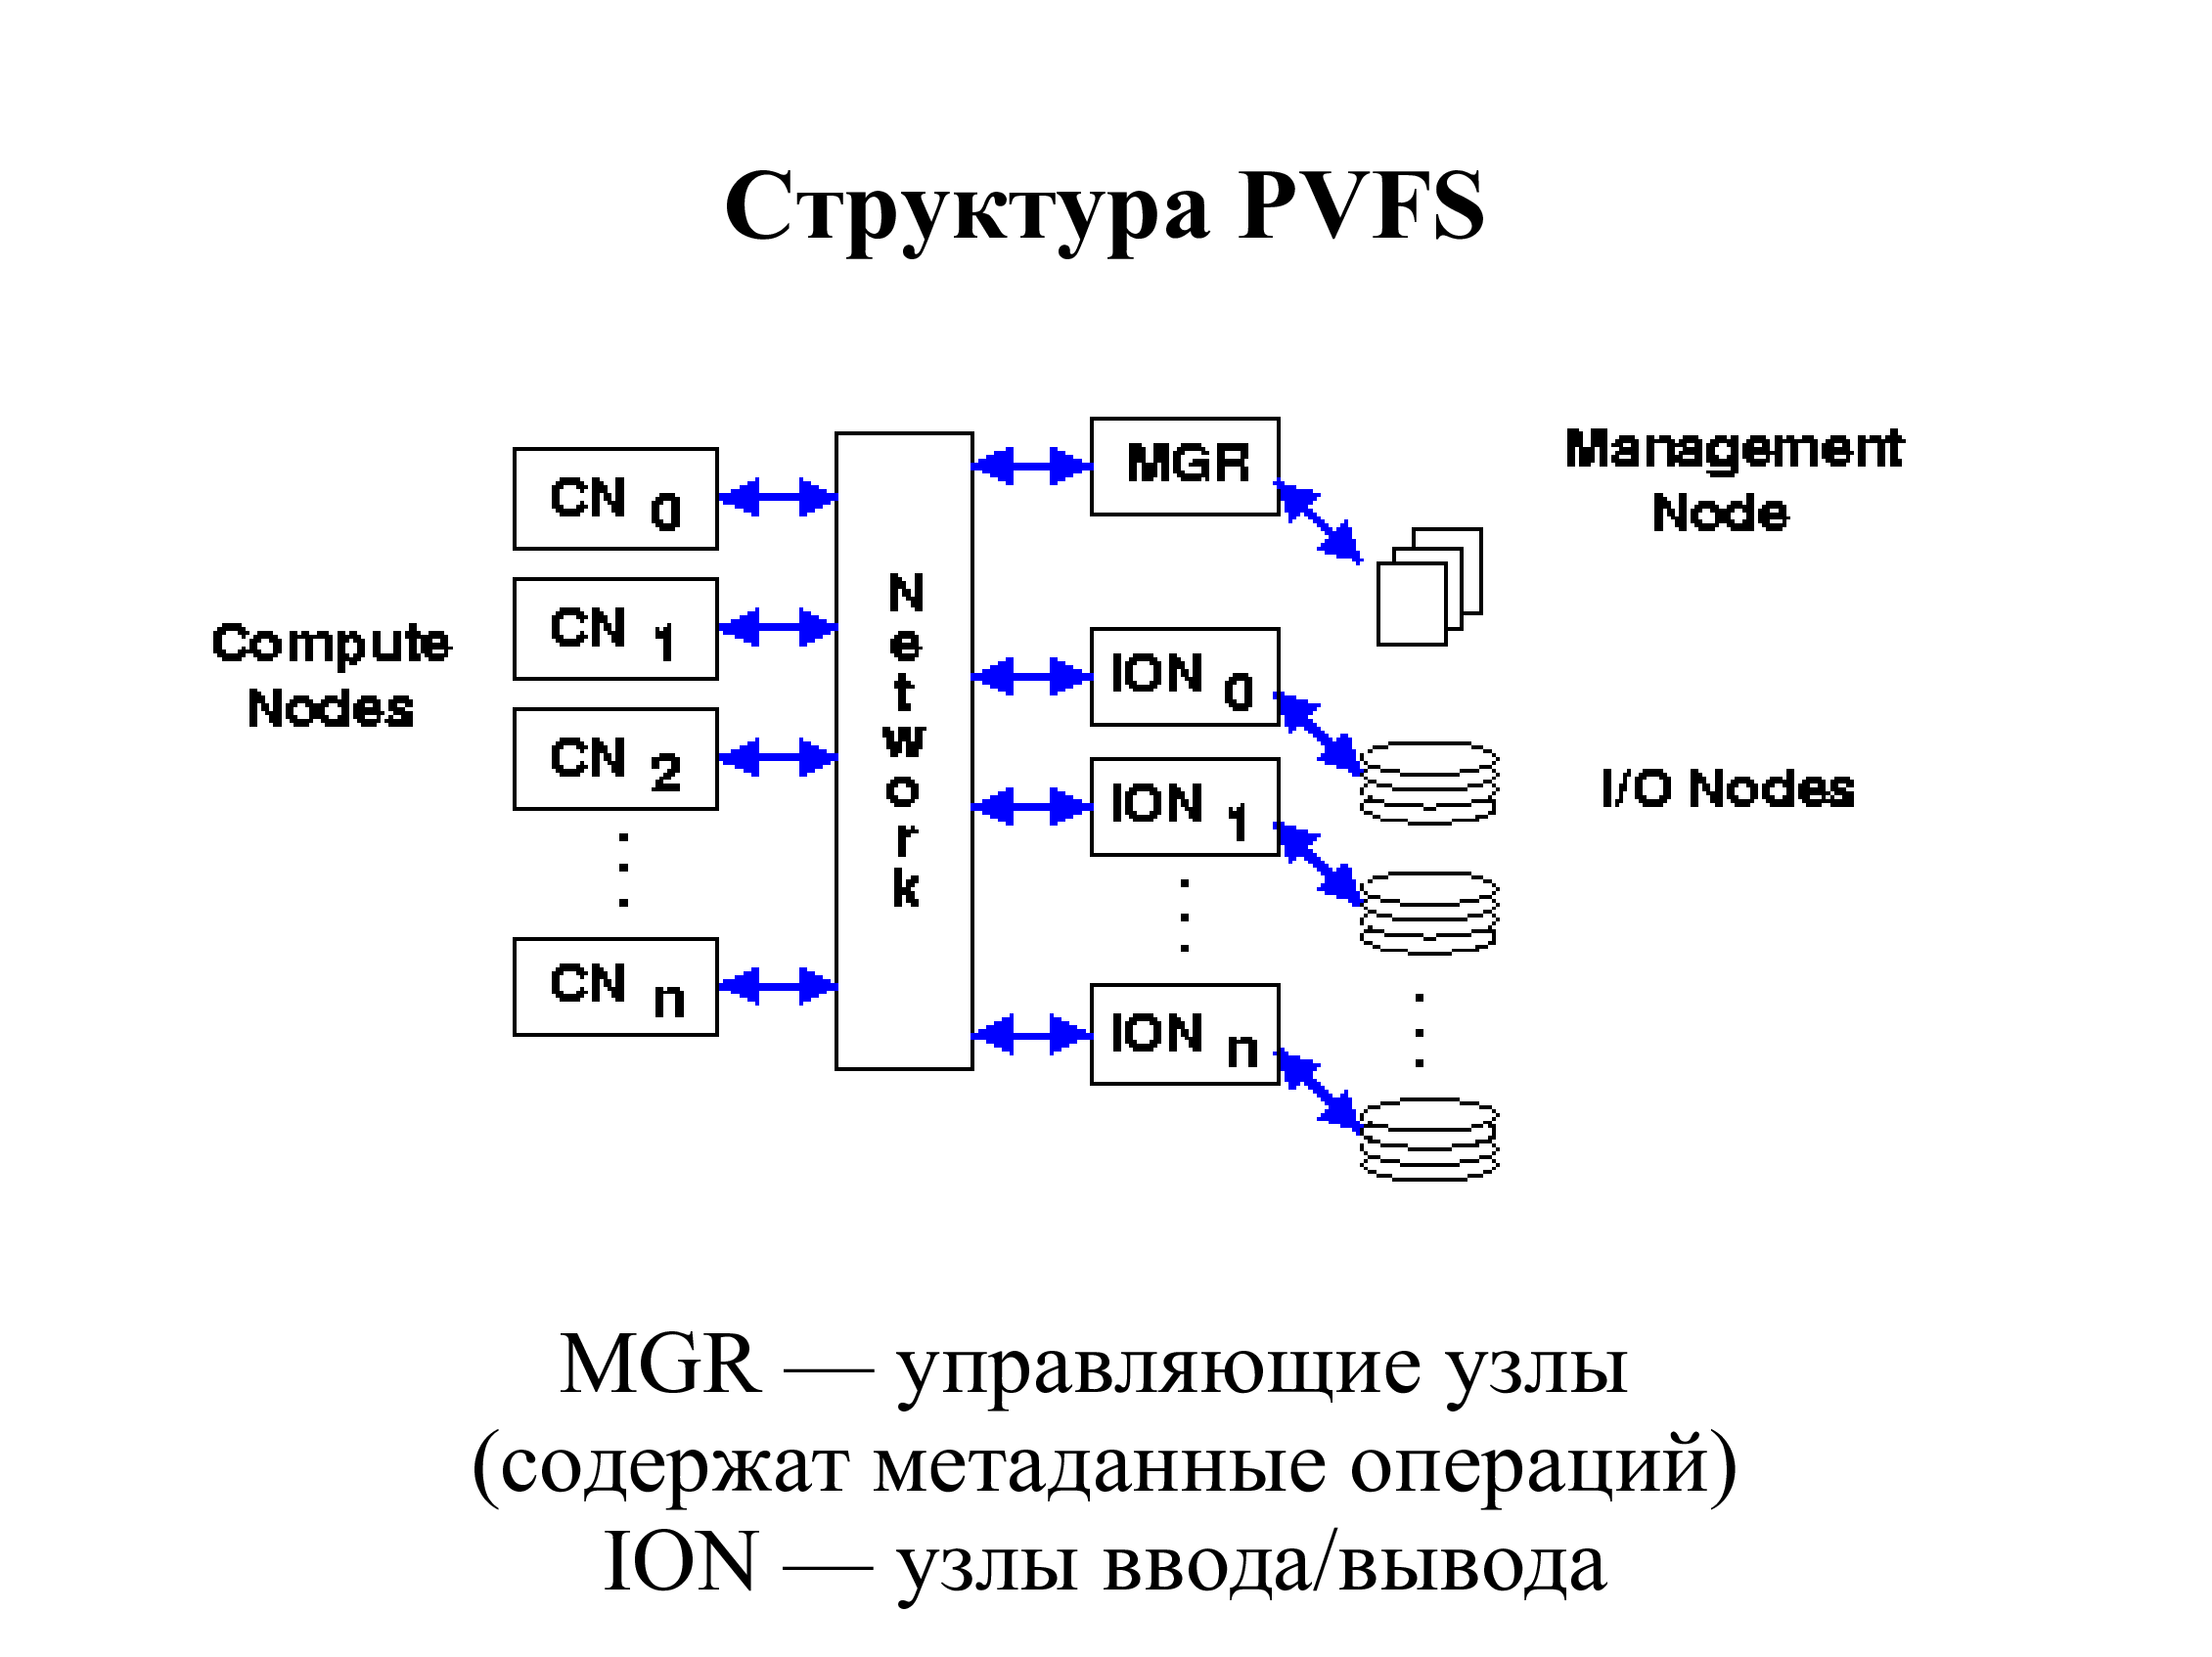 Структура PVFS
Compute
Nodes
CN 0
CN 1
CN 2
CN n
Network
MGR
ION 0
ION 1
ION n
Management
Node
I/O Nodes
MGR — управляющие узлы
(содержат метаданные операций)
ION — узлы ввода/вывода